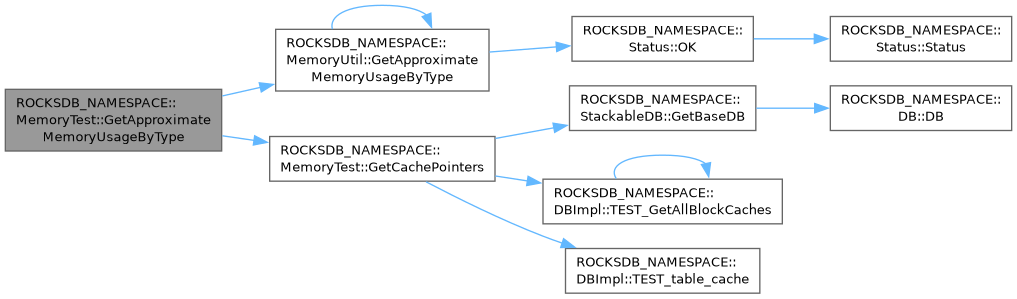 ROCKSDB_NAMESPACE::
MemoryTest::GetApproximate
MemoryUsageByType
ROCKSDB_NAMESPACE::
MemoryUtil::GetApproximate
MemoryUsageByType
ROCKSDB_NAMESPACE::
Status::OK
ROCKSDB_NAMESPACE::
Status::Status
ROCKSDB_NAMESPACE::
MemoryTest::GetCachePointers
ROCKSDB_NAMESPACE::
StackableDB::GetBaseDB
ROCKSDB_NAMESPACE::
DB::DB
ROCKSDB_NAMESPACE::
DBImpl::TEST_GetAllBlockCaches
ROCKSDB_NAMESPACE::
DBImpl::TEST_table_cache